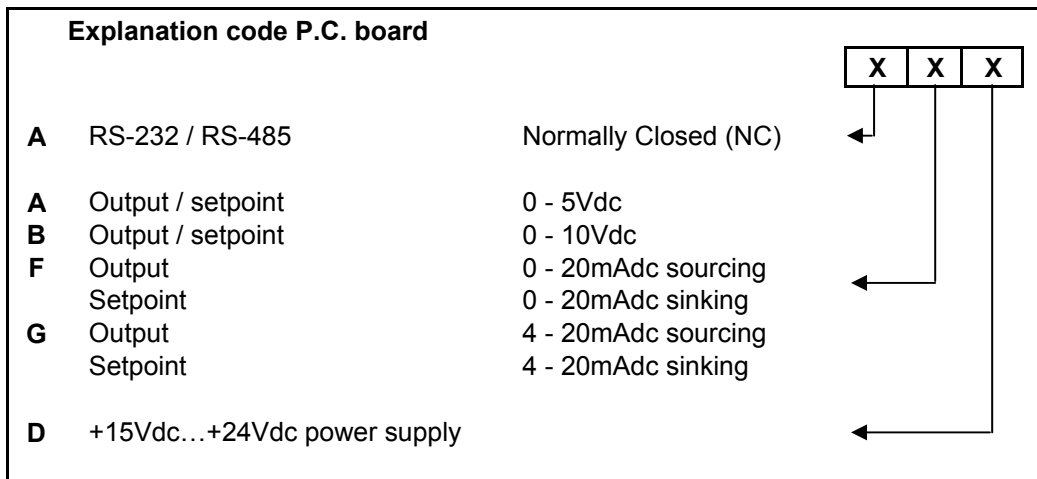 Explanation code P.C. board
X X X
A RS-232 / RS-485 Normally Closed (NC)
A Output / setpoint 0 - 5Vdc
B Output / setpoint 0 - 10Vdc
F Output 0 - 20mAdc sourcing
Setpoint 0 - 20mAdc sinking
G Output 4 - 20mAdc sourcing
Setpoint 4 - 20mAdc sinking
D +15Vdc…+24Vdc power supply